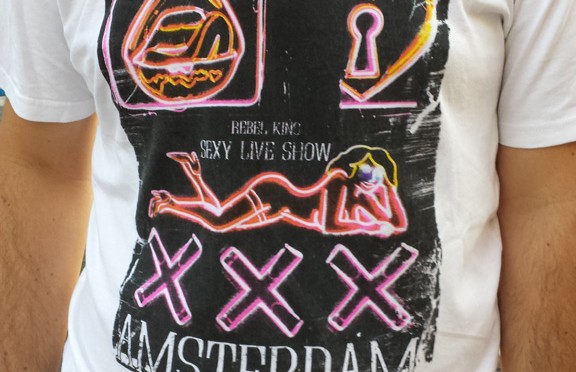 REBEL KING
SEXY LIVE SHOW
XXX
AMSTERDAM